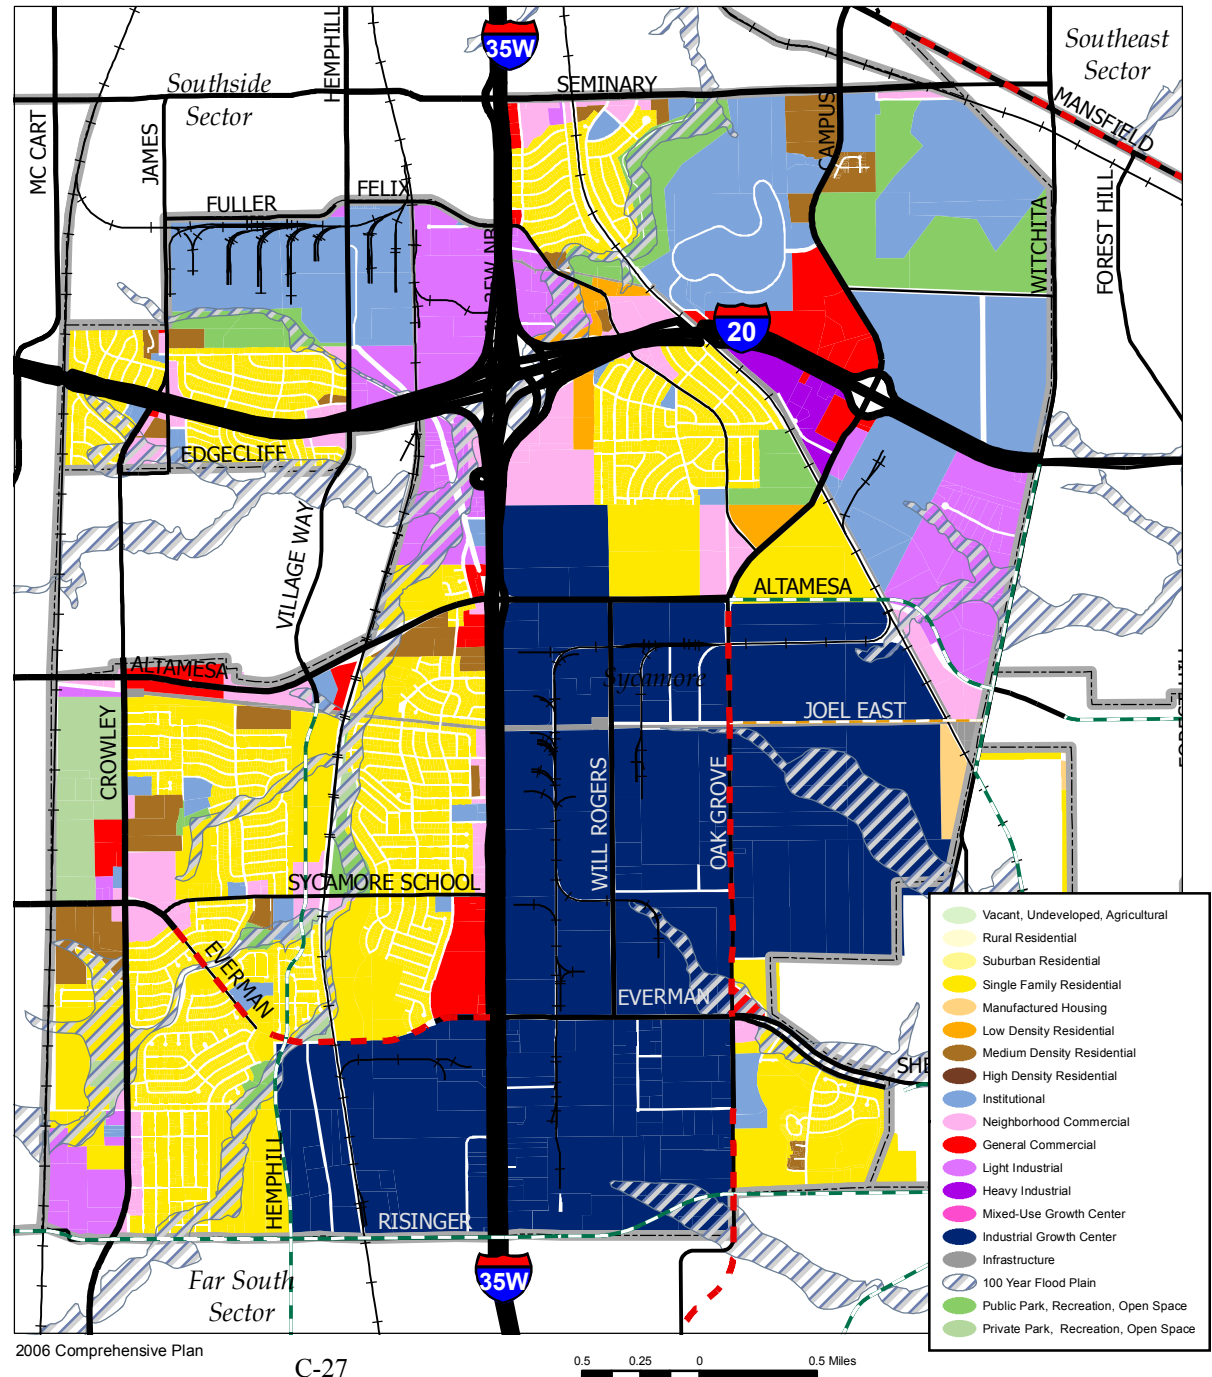 35W
Southeast
Sector
HEMPHILL
Southside
Sector
SEMINARY
MANSFIELD
MC CART
JAMES
CAMPUS
FELIX
FULLER
WITCHITA
FOREST HILL
35W NB
20
EDGECLIFF
VILLAGE WAY
ALTAMESA
ALTAMESA
Sycamore
JOEL EAST
CROWLEY
WILL ROGERS
OAK GROVE
SYCAMORE SCHOOL
EVERMAN
EVERMAN
SHE
HEMPHILL
RISINGER
Far South
Sector
35W
Vacant, Undeveloped, Agricultural
Rural Residential
Suburban Residential
Single Family Residential
Manufactured Housing
Low Density Residential
Medium Density Residential
High Density Residential
Institutional
Neighborhood Commercial
General Commercial
Light Industrial
Heavy Industrial
Mixed-Use Growth Center
Industrial Growth Center
Infrastructure
100 Year Flood Plain
Public Park, Recreation, Open Space
Private Park, Recreation, Open Space
2006 Comprehensive Plan
C-27
0.5 0.25 0 0.5 Miles